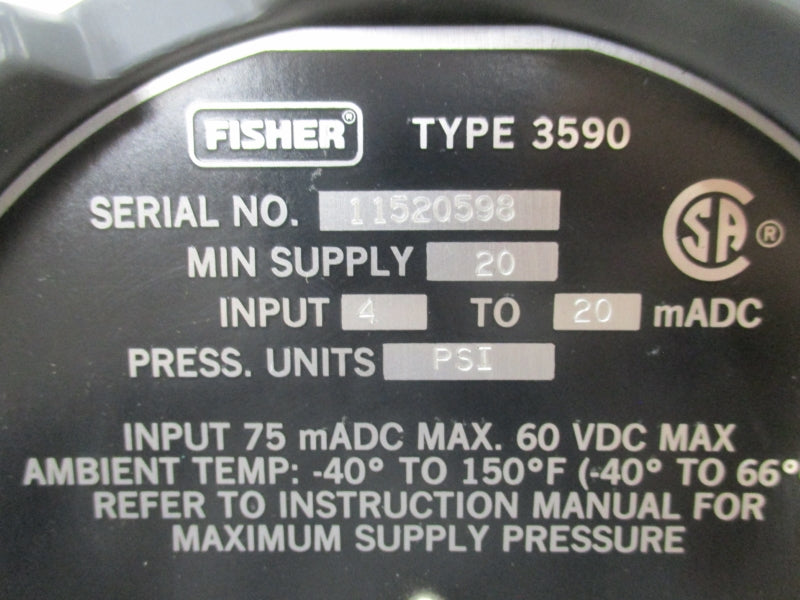 FISHER® TYPE 3590
SERIAL NO. 11520598
SA ®
MIN SUPPLY 20
INPUT 4 TO 20 mADC
PRESS. UNITS PSI
INPUT 75 mADC MAX. 60 VDC MAX
AMBIENT TEMP: -40° TO 150°F (-40° TO 66°
REFER TO INSTRUCTION MANUAL FOR
MAXIMUM SUPPLY PRESSURE